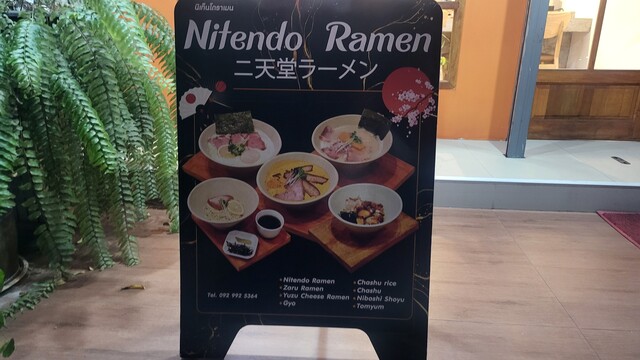 นิเท็นโดราเมน
Nitendo Ramen
二天堂ラーメン
• Nitendo Ramen
• Zaru Ramen
• Yuzu Cheese Ramen
• Gyo
• Chashu rice
• Chashu
• Niboshi Shoyu
• Tomyum
Tel. 092 992 5364